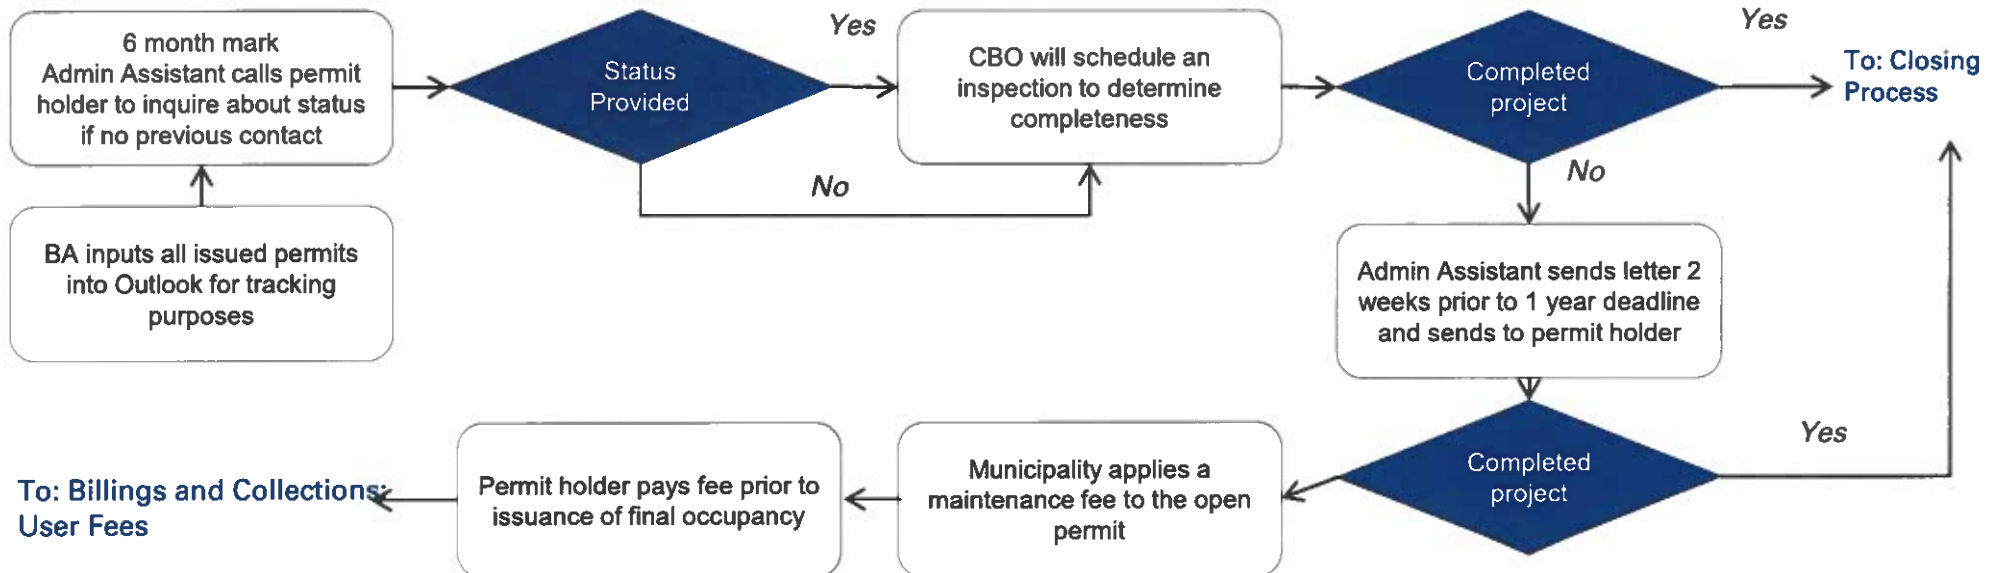 6 month mark
Admin Assistant calls permit
holder to inquire about status
if no previous contact
Status
Provided
Yes
CBO will schedule an
inspection to determine
completeness
Completed
project
Yes
To: Closing
Process
No
No
BA inputs all issued permits
into Outlook for tracking
purposes
Admin Assistant sends letter 2
weeks prior to 1 year deadline
and sends to permit holder
Completed
project
Yes
Municipality applies a
maintenance fee to the open
permit
Permit holder pays fee prior to
issuance of final occupancy
To: Billings and Collections:
User Fees